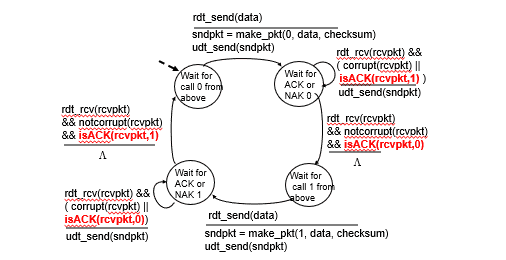 rdt_send(data)
sndpkt = make_pkt(0, data, checksum)
udt_send(sndpkt)
Wait for
call 0 from
above
Wait for
ACK or
NAK 0
rdt_rcv(rcvpkt) &&
( corrupt(rcvpkt) ||
isACK(rcvpkt,1) )
udt_send(sndpkt)
rdt_rcv(rcvpkt)
&& notcorrupt(rcvpkt)
&& isACK(rcvpkt,1)
Λ
rdt_rcv(rcvpkt)
&& notcorrupt(rcvpkt)
&& isACK(rcvpkt,0)
Λ
Wait for
ACK or
NAK 1
Wait for
call 1 from
above
rdt_rcv(rcvpkt) &&
( corrupt(rcvpkt) ||
isACK(rcvpkt,0))
udt_send(sndpkt)
rdt_send(data)
sndpkt = make_pkt(1, data, checksum)
udt_send(sndpkt)